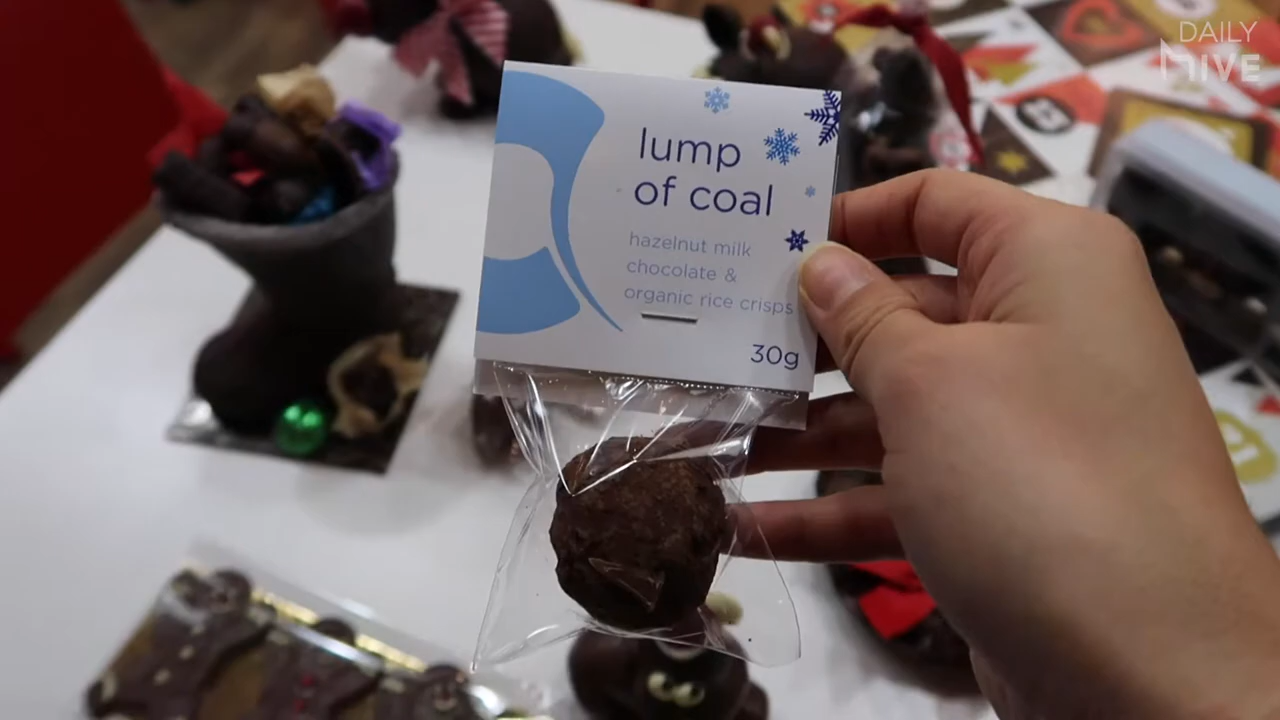 DAILY
HIVE
lump
of coal
hazelnut milk
chocolate &
organic rice crisps
30g